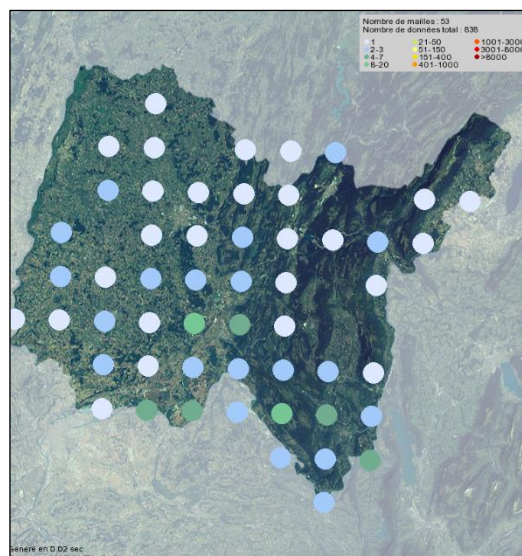 Nombre de mailles : 53
Nombre de données total : 838
1 21-50 1001-3000
2-3 51-150 3001-8000
4-7 151-400 >8000
8-20 401-1000
Généré en 0.02 sec